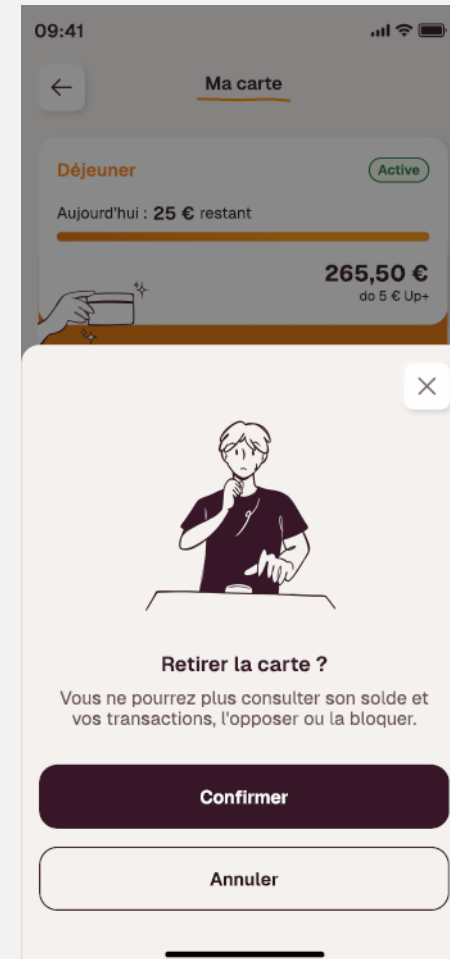 09:41
Ma carte
Déjeuner
Active
Aujourd'hui : 25 € restant
265,50 €
do 5 € Up+
Retirer la carte ?
Vous ne pourrez plus consulter son solde et
vos transactions, l'opposer ou la bloquer.
Confirmer
Annuler